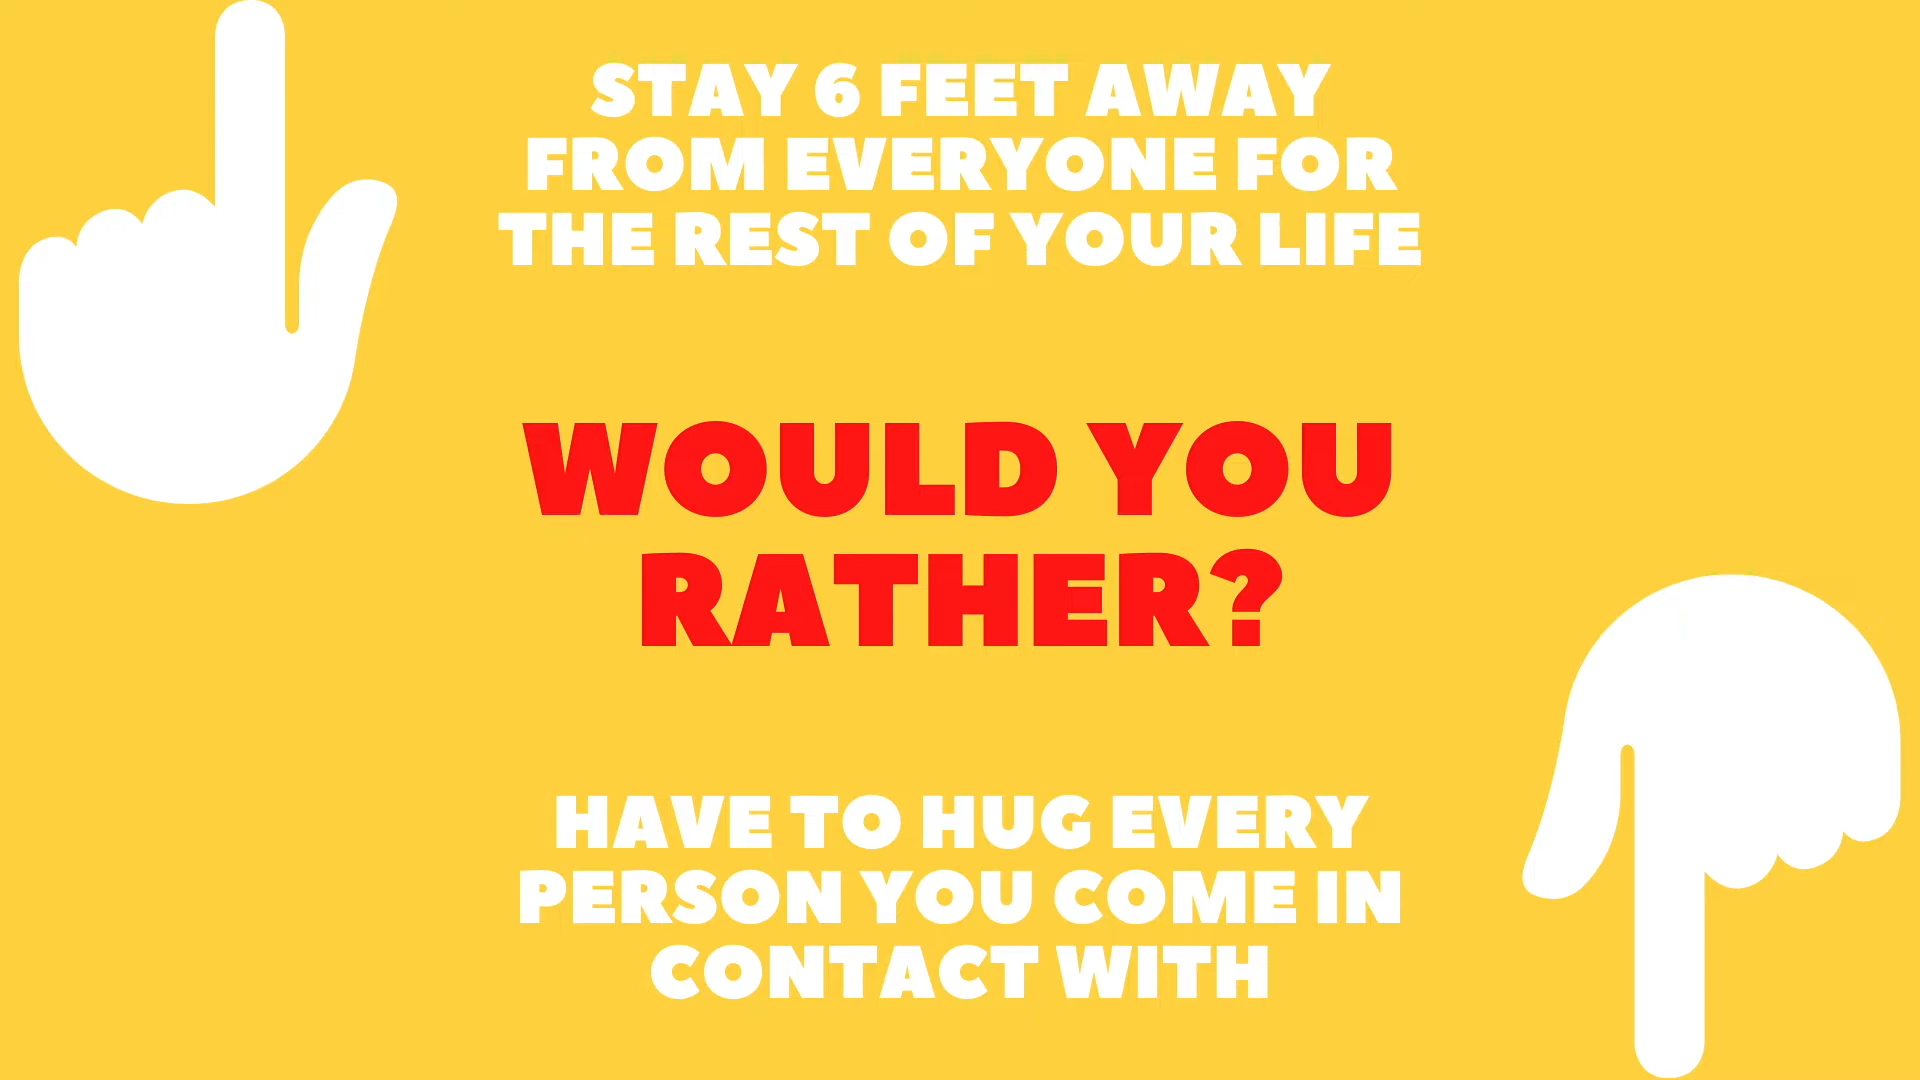 STAY 6 FEET AWAY
FROM EVERYONE FOR
THE REST OF YOUR LIFE
WOULD YOU
RATHER?
HAVE TO HUG EVERY
PERSON YOU COME IN
CONTACT WITH